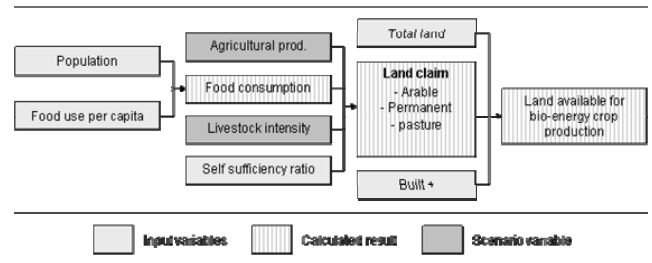 Population
Food use per capita
Agricultural prod.
Food consumption
Livestock intensity
Self sufficiency ratio
Total land
Land claim
- Arable
- Permanent
- pasture
Built +
Land available for
bio-energy crop
production
Input variables
Calculated result
Scenario variable